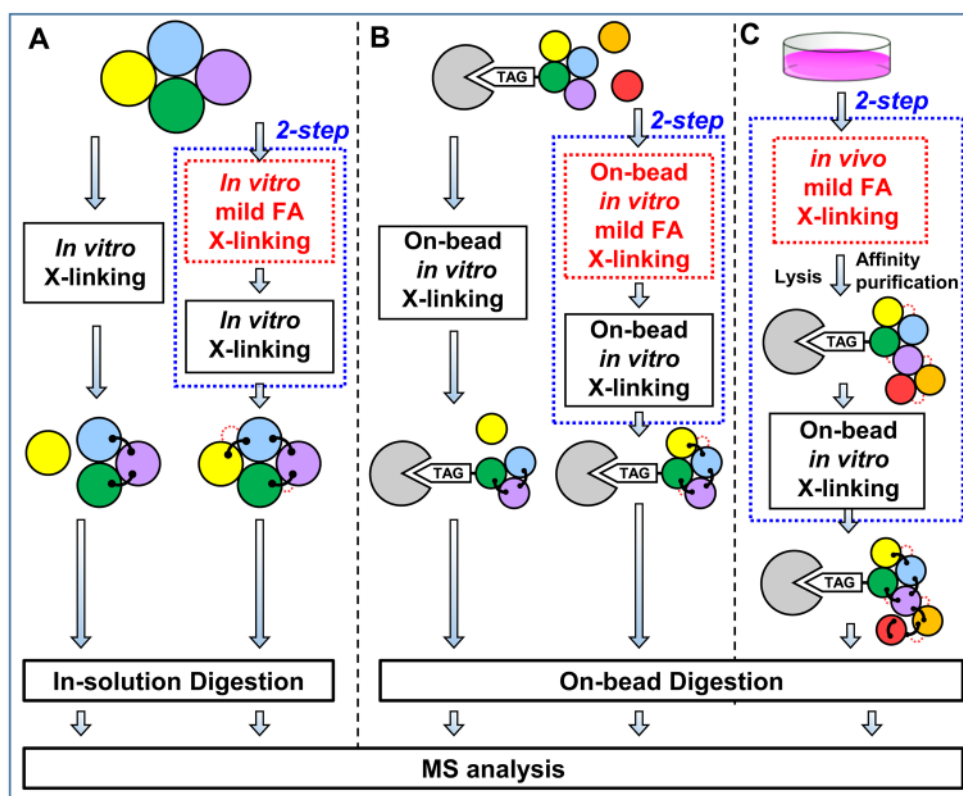 A
2-step
In vitro
X-linking
In vitro
mild FA
X-linking
In vitro
X-linking
In-solution Digestion
B
TAG
2-step
On-bead
in vitro
X-linking
On-bead
in vitro
mild FA
X-linking
On-bead
in vitro
X-linking
TAG
TAG
C
2-step
in vivo
mild FA
X-linking
Lysis
Affinity
purification
TAG
On-bead
in vitro
X-linking
TAG
On-bead Digestion
MS analysis